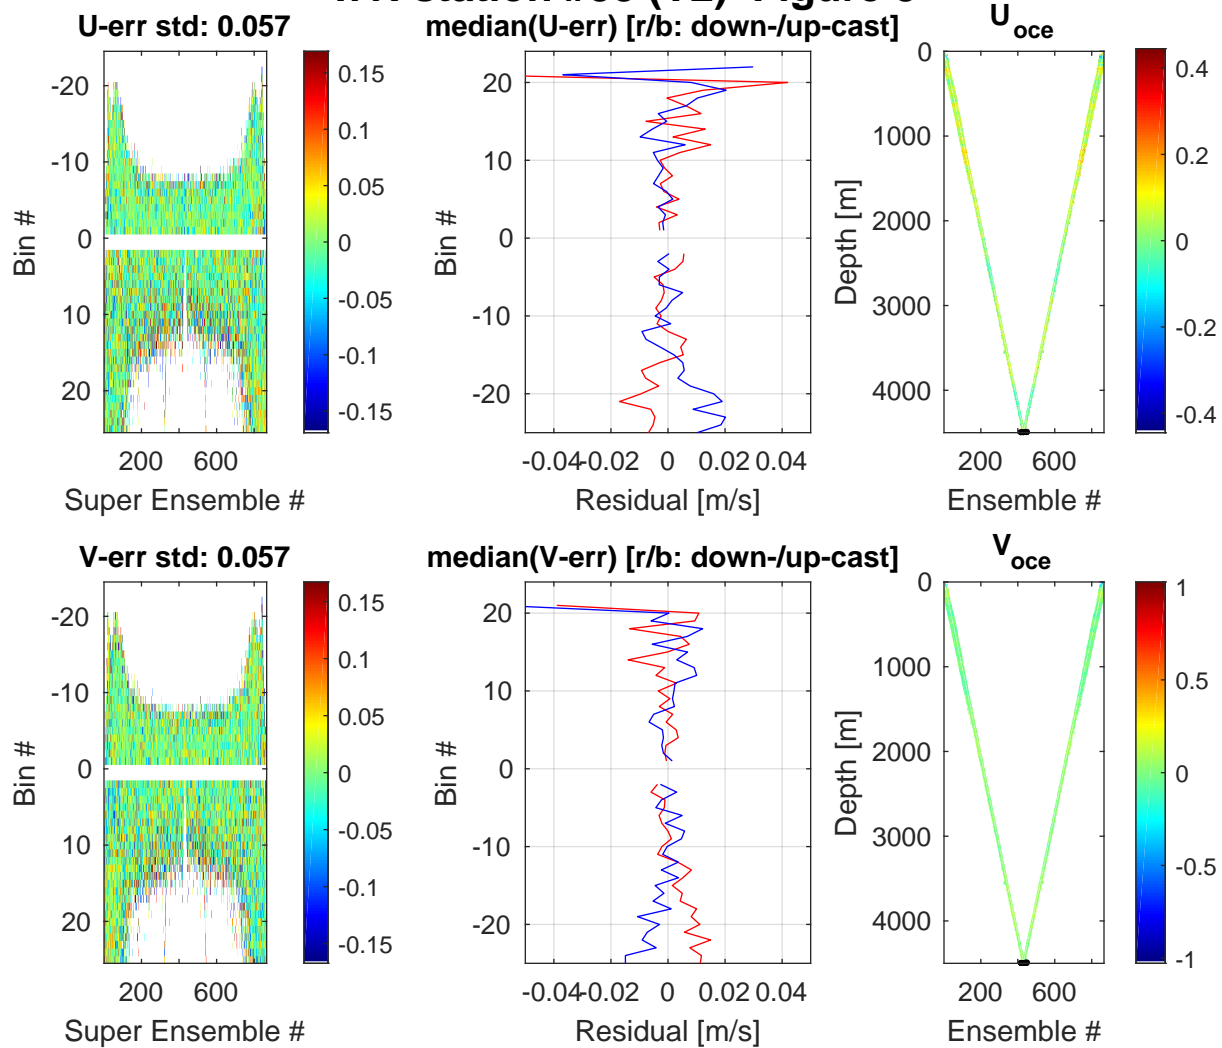 U-err std: 0.057
median(U-err) [r/b: down-/up-cast]
U oce
-20
-10
0
10
20
Bin #
200 600
Super Ensemble #
0.15
0.1
0.05
0
-0.05
-0.1
-0.15
20
10
0
-10
-20
Bin #
-0.04 -0.02 0 0.02 0.04
Residual [m/s]
0
1000
2000
3000
4000
Depth [m]
200 600
Ensemble #
0.4
0.2
0
-0.2
-0.4
V-err std: 0.057
median(V-err) [r/b: down-/up-cast]
V oce
-20
-10
0
10
20
Bin #
200 600
Super Ensemble #
0.15
0.1
0.05
0
-0.05
-0.1
-0.15
20
10
0
-10
-20
Bin #
-0.04 -0.02 0 0.02 0.04
Residual [m/s]
0
1000
2000
3000
4000
Depth [m]
200 600
Ensemble #
1
0.5
0
-0.5
-1